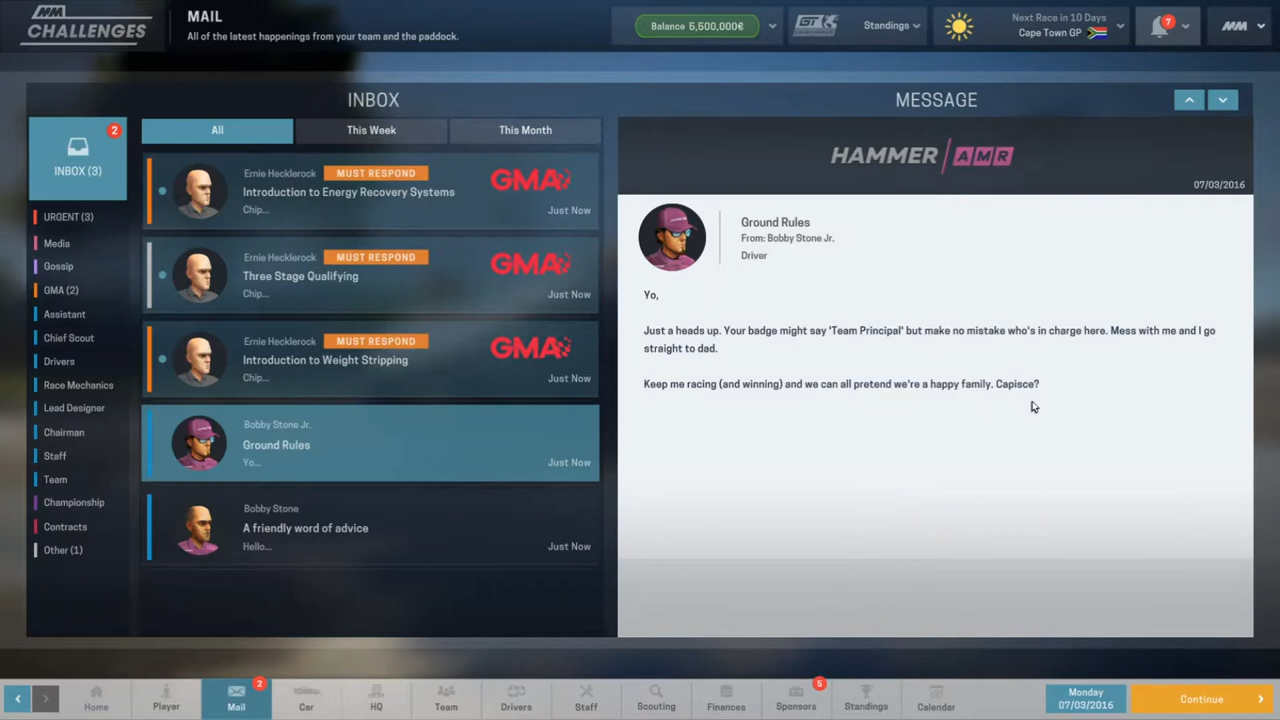 MM CHALLENGES
MAIL
All of the latest happenings from your team and the paddock.
Balance 5,500,000€
GT CHAMPIONSHIP
Standings
Next Race in 10 Days
Cape Town GP
7
MM
INBOX
2
INBOX (3)
URGENT (3)
Media
Gossip
GMA (2)
Assistant
Chief Scout
Drivers
Race Mechanics
Lead Designer
Chairman
Staff
Team
Championship
Contracts
Other (1)
All
This Week
This Month
Ernie Hecklerock MUST RESPOND
Introduction to Energy Recovery Systems
Chip...
GMA
Just Now
Ernie Hecklerock MUST RESPOND
Three Stage Qualifying
Chip...
GMA
Just Now
Ernie Hecklerock MUST RESPOND
Introduction to Weight Stripping
Chip...
GMA
Just Now
Bobby Stone Jr.
Ground Rules
Yo...
Just Now
Bobby Stone
A friendly word of advice
Hello...
Just Now
MESSAGE
HAMMER AMR
07/03/2016
Ground Rules
From: Bobby Stone Jr.
Driver
Yo,
Just a heads up. Your badge might say 'Team Principal' but make no mistake who's in charge here. Mess with me and I go
straight to dad.
Keep me racing (and winning) and we can all pretend we're a happy family. Capisce?
Home
Player
2
Mail
Car
HQ
Team
Drivers
Staff
Scouting
Finances
5
Sponsors
Standings
Calendar
Monday
07/03/2016
Continue